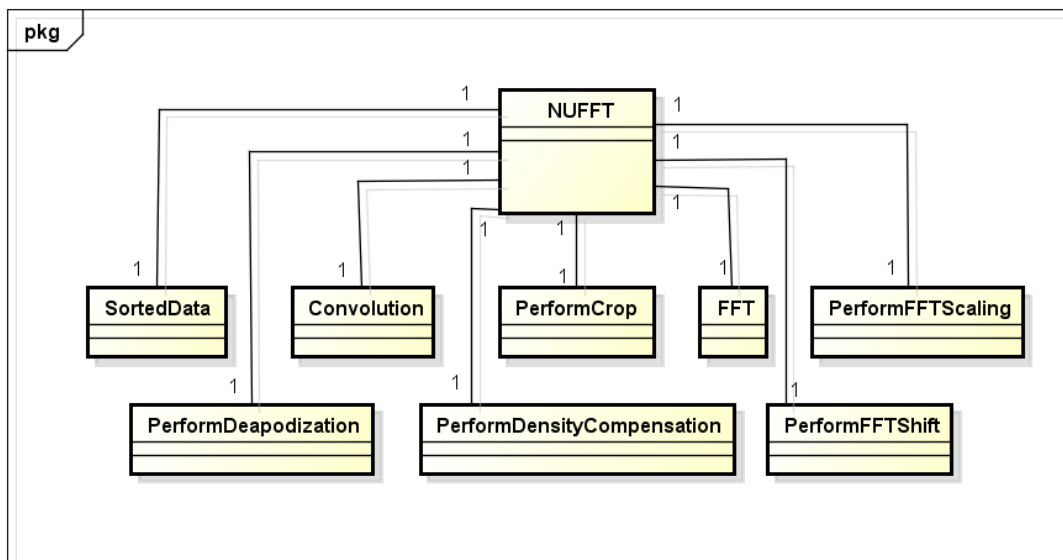 pkg
NUFFT
1
1
1
1
1
1
1
1
1
1
1
1
1
SortedData
Convolution
PerformCrop
FFT
PerformFFTScaling
1
1
1
PerformDeapodization
PerformDensityCompensation
PerformFFTShift